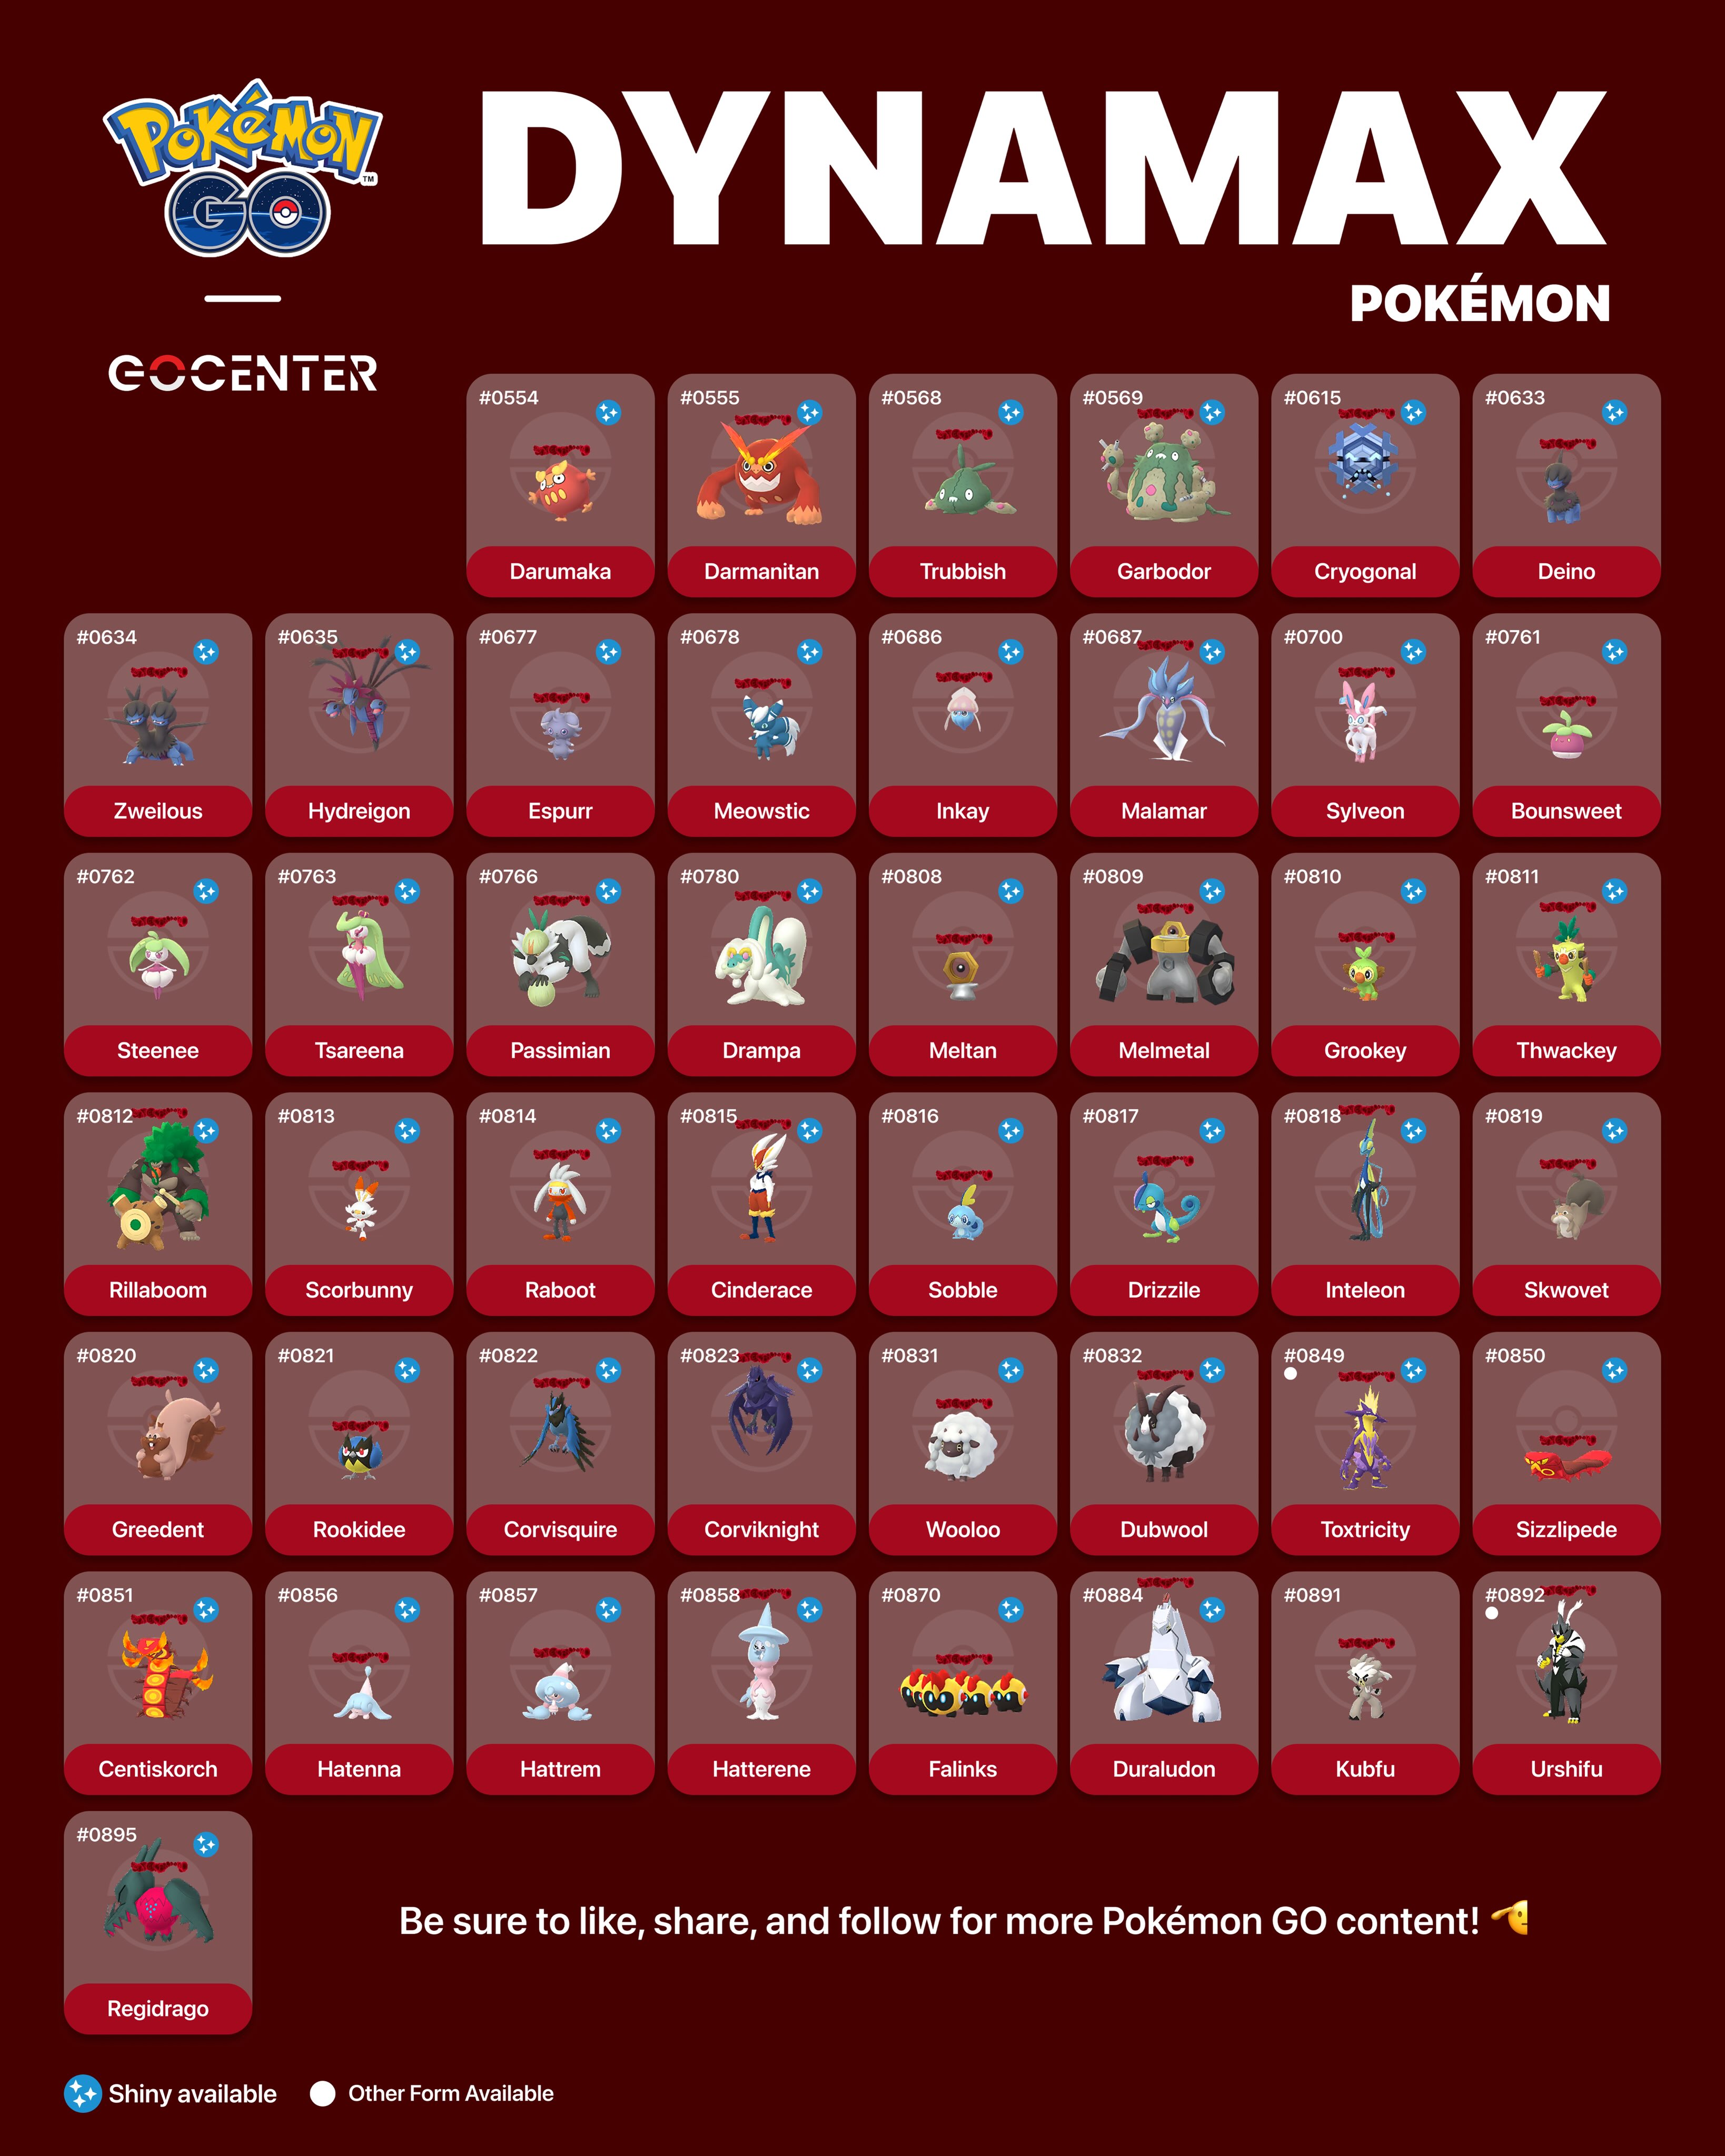 POKéMON
GO
TM
GOCENTER
DYNAMAX
POKÉMON
#0554 #0555 #0568 #0569 #0615 #0633
Darumaka Darmanitan Trubbish Garbodor Cryogonal Deino
#0634 #0635 #0677 #0678 #0686 #0687 #0700 #0761
Zweilous Hydreigon Espurr Meowstic Inkay Malamar Sylveon Bounsweet
#0762 #0763 #0766 #0780 #0808 #0809 #0810 #0811
Steenee Tsareena Passimian Drampa Meltan Melmetal Grookey Thwackey
#0812 #0813 #0814 #0815 #0816 #0817 #0818 #0819
Rillaboom Scorbunny Raboot Cinderace Sobble Drizzile Inteleon Skwovet
#0820 #0821 #0822 #0823 #0831 #0832 #0849 #0850
Greedent Rookidee Corvisquire Corviknight Wooloo Dubwool Toxtricity Sizzlipede
#0851 #0856 #0857 #0858 #0870 #0884 #0891 #0892
Centiskorch Hatenna Hattrem Hatterene Falinks Duraludon Kubfu Urshifu
#0895
Regidrago
Be sure to like, share, and follow for more Pokémon GO content!
Shiny available
Other Form Available